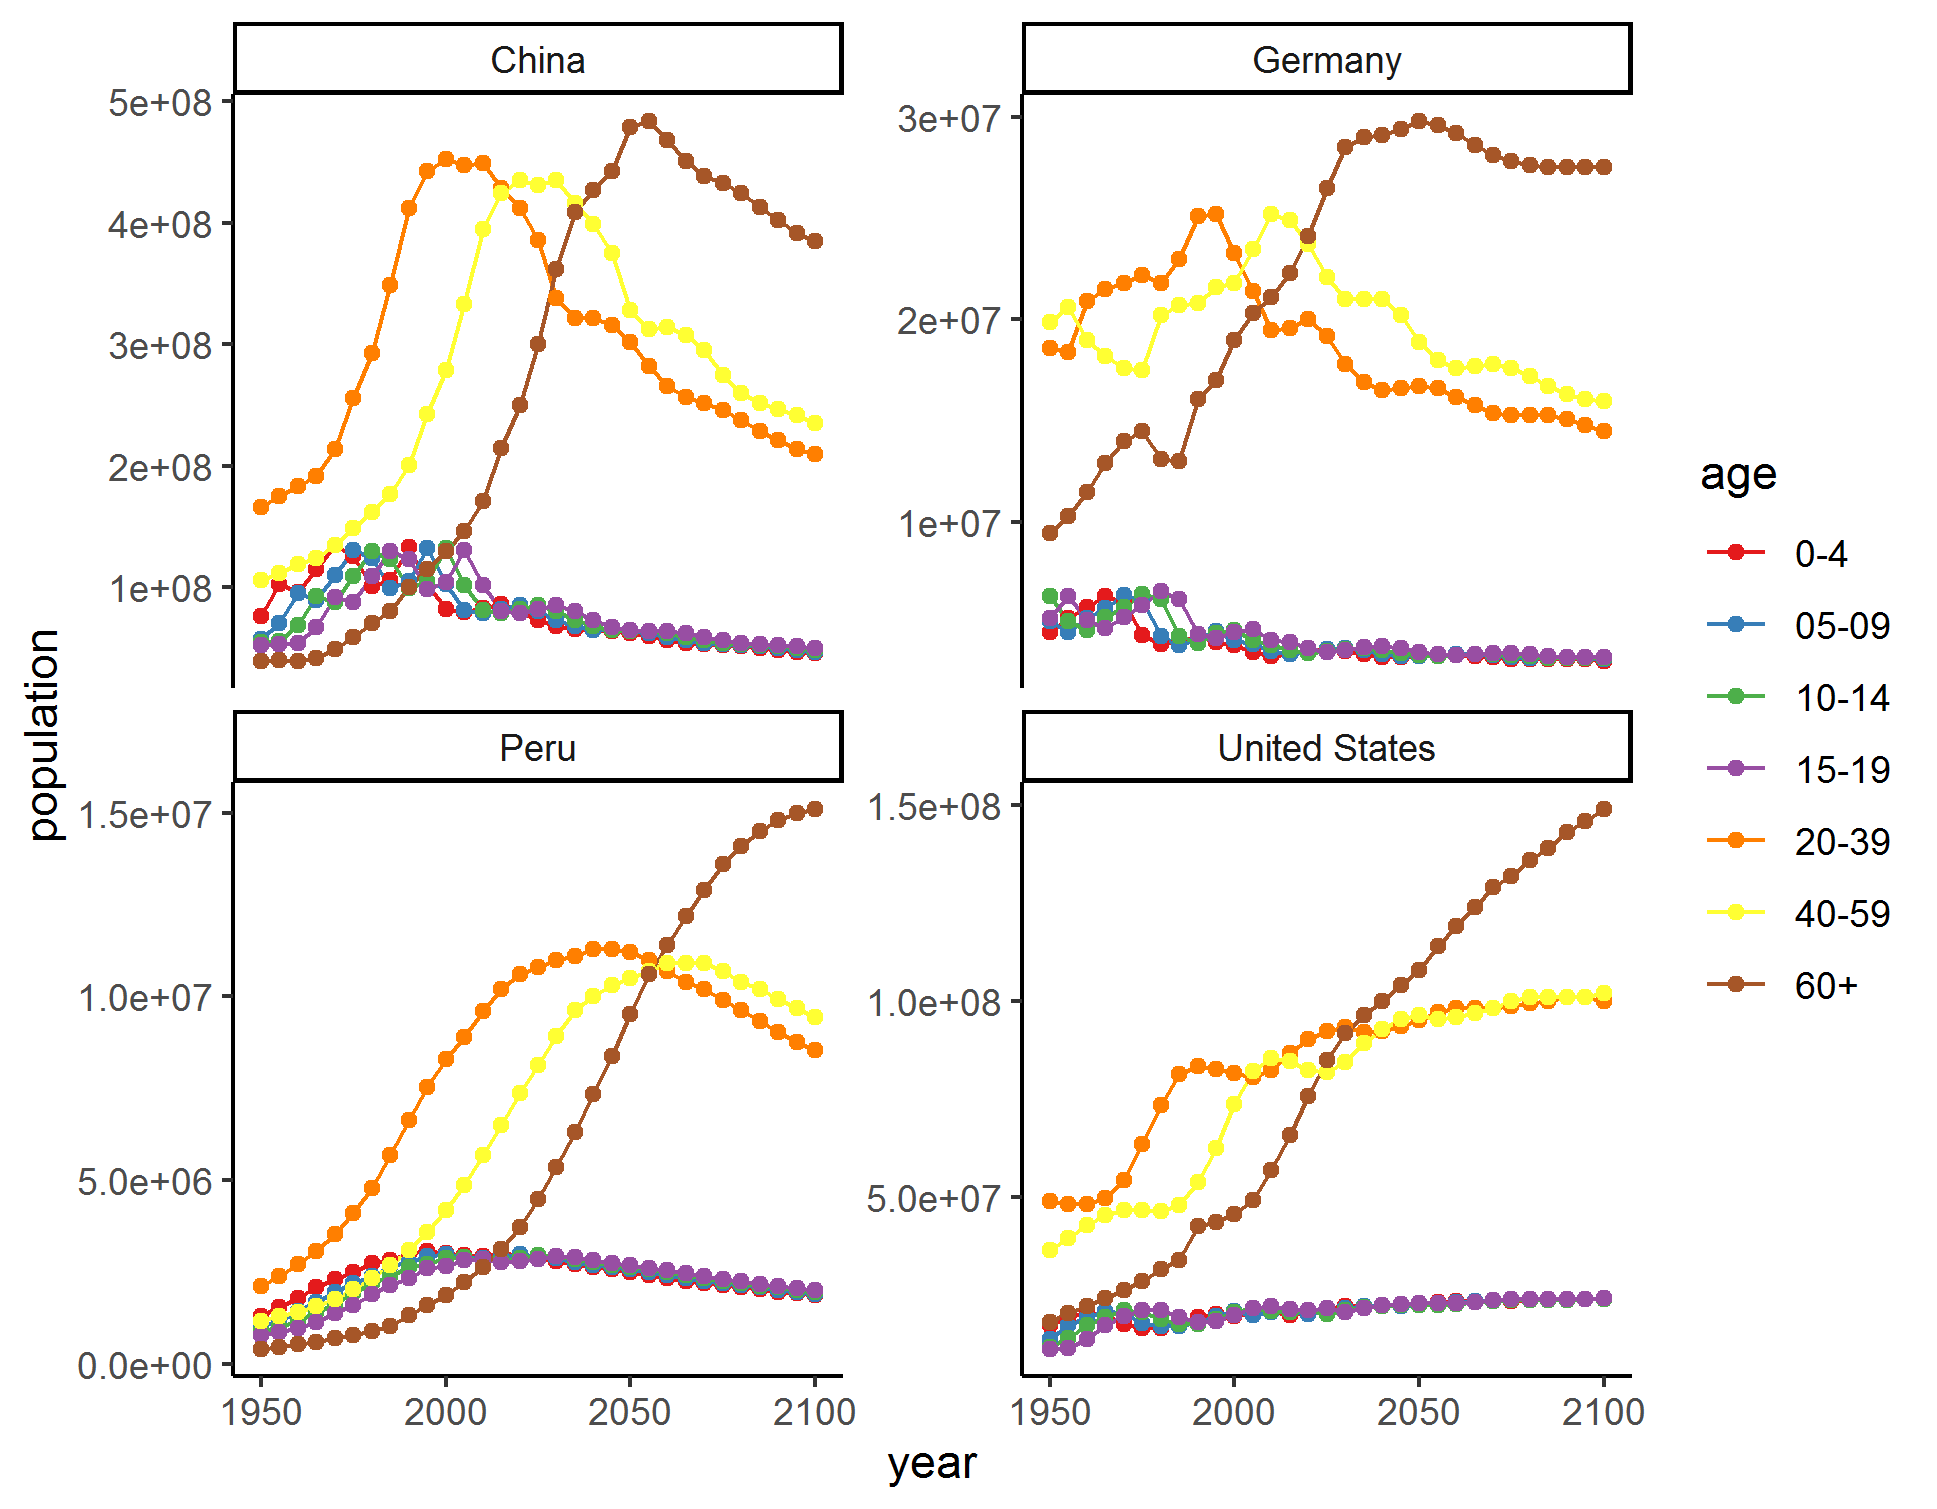 China
Germany
5e+08
4e+08
3e+08
2e+08
1e+08
3e+07
2e+07
1e+07
Peru
United States
1.5e+07
1.0e+07
5.0e+06
0.0e+00
1.5e+08
1.0e+08
5.0e+07
1950 2000 2050 2100
1950 2000 2050 2100
population
year
age
0-4
05-09
10-14
15-19
20-39
40-59
60+